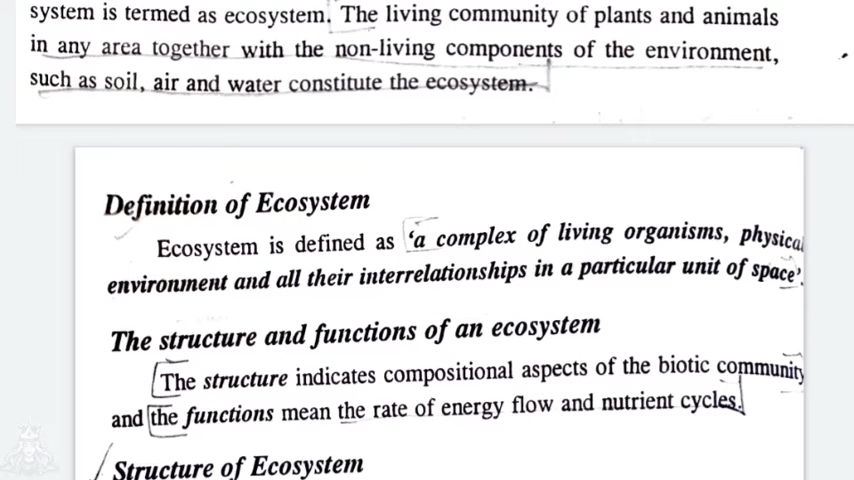 system is termed as ecosystem. The living community of plants and animals
in any area together with the non-living components of the environment,
such as soil, air and water constitute the ecosystem.
Definition of Ecosystem
Ecosystem is defined as 'a complex of living organisms, physical
environment and all their interrelationships in a particular unit of space'.
The structure and functions of an ecosystem
The structure indicates compositional aspects of the biotic community
and the functions mean the rate of energy flow and nutrient cycles.
Structure of Ecosystem